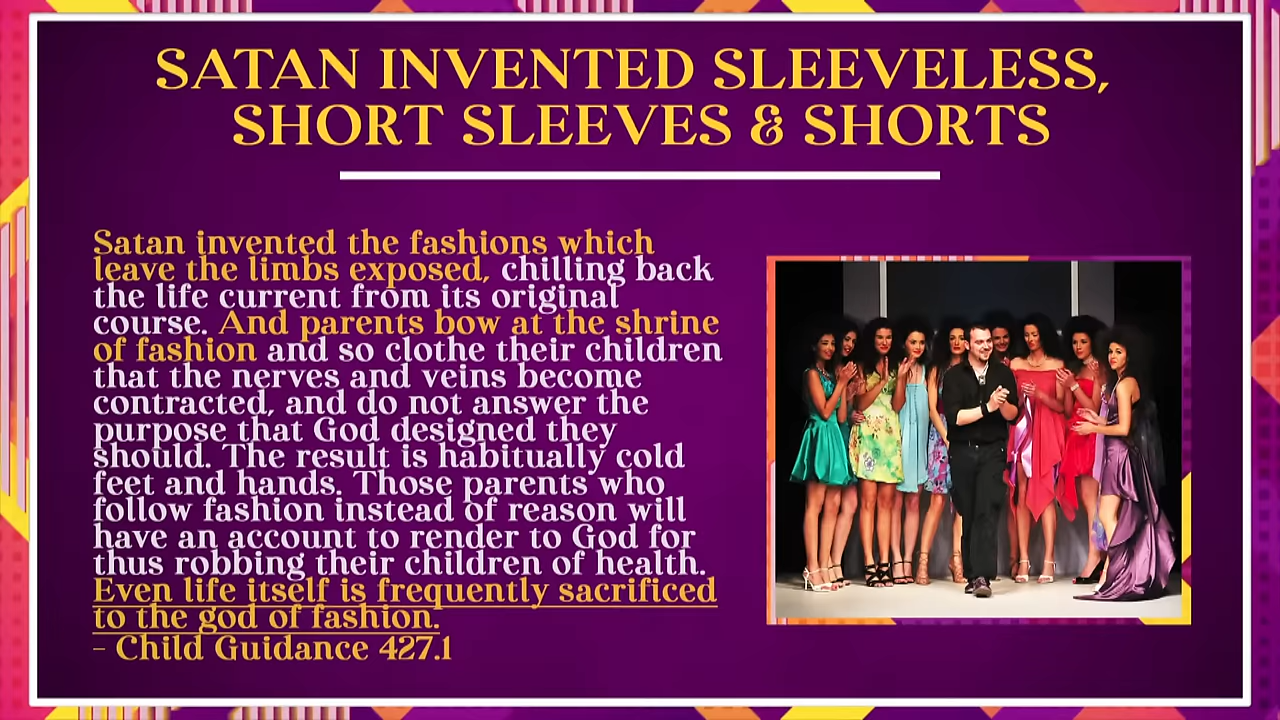 SATAN INVENTED SLEEVELESS,
SHORT SLEEVES & SHORTS
Satan invented the fashions which
leave the limbs exposed, chilling back
the life current from its original
course. And parents bow at the shrine
of fashion and so clothe their children
that the nerves and veins become
contracted, and do not answer the
purpose that God designed they
should. The result is habitually cold
feet and hands. Those parents who
follow fashion instead of reason will
have an account to render to God for
thus robbing their children of health.
Even life itself is frequently sacrificed
to the god of fashion.
- Child Guidance 427.1